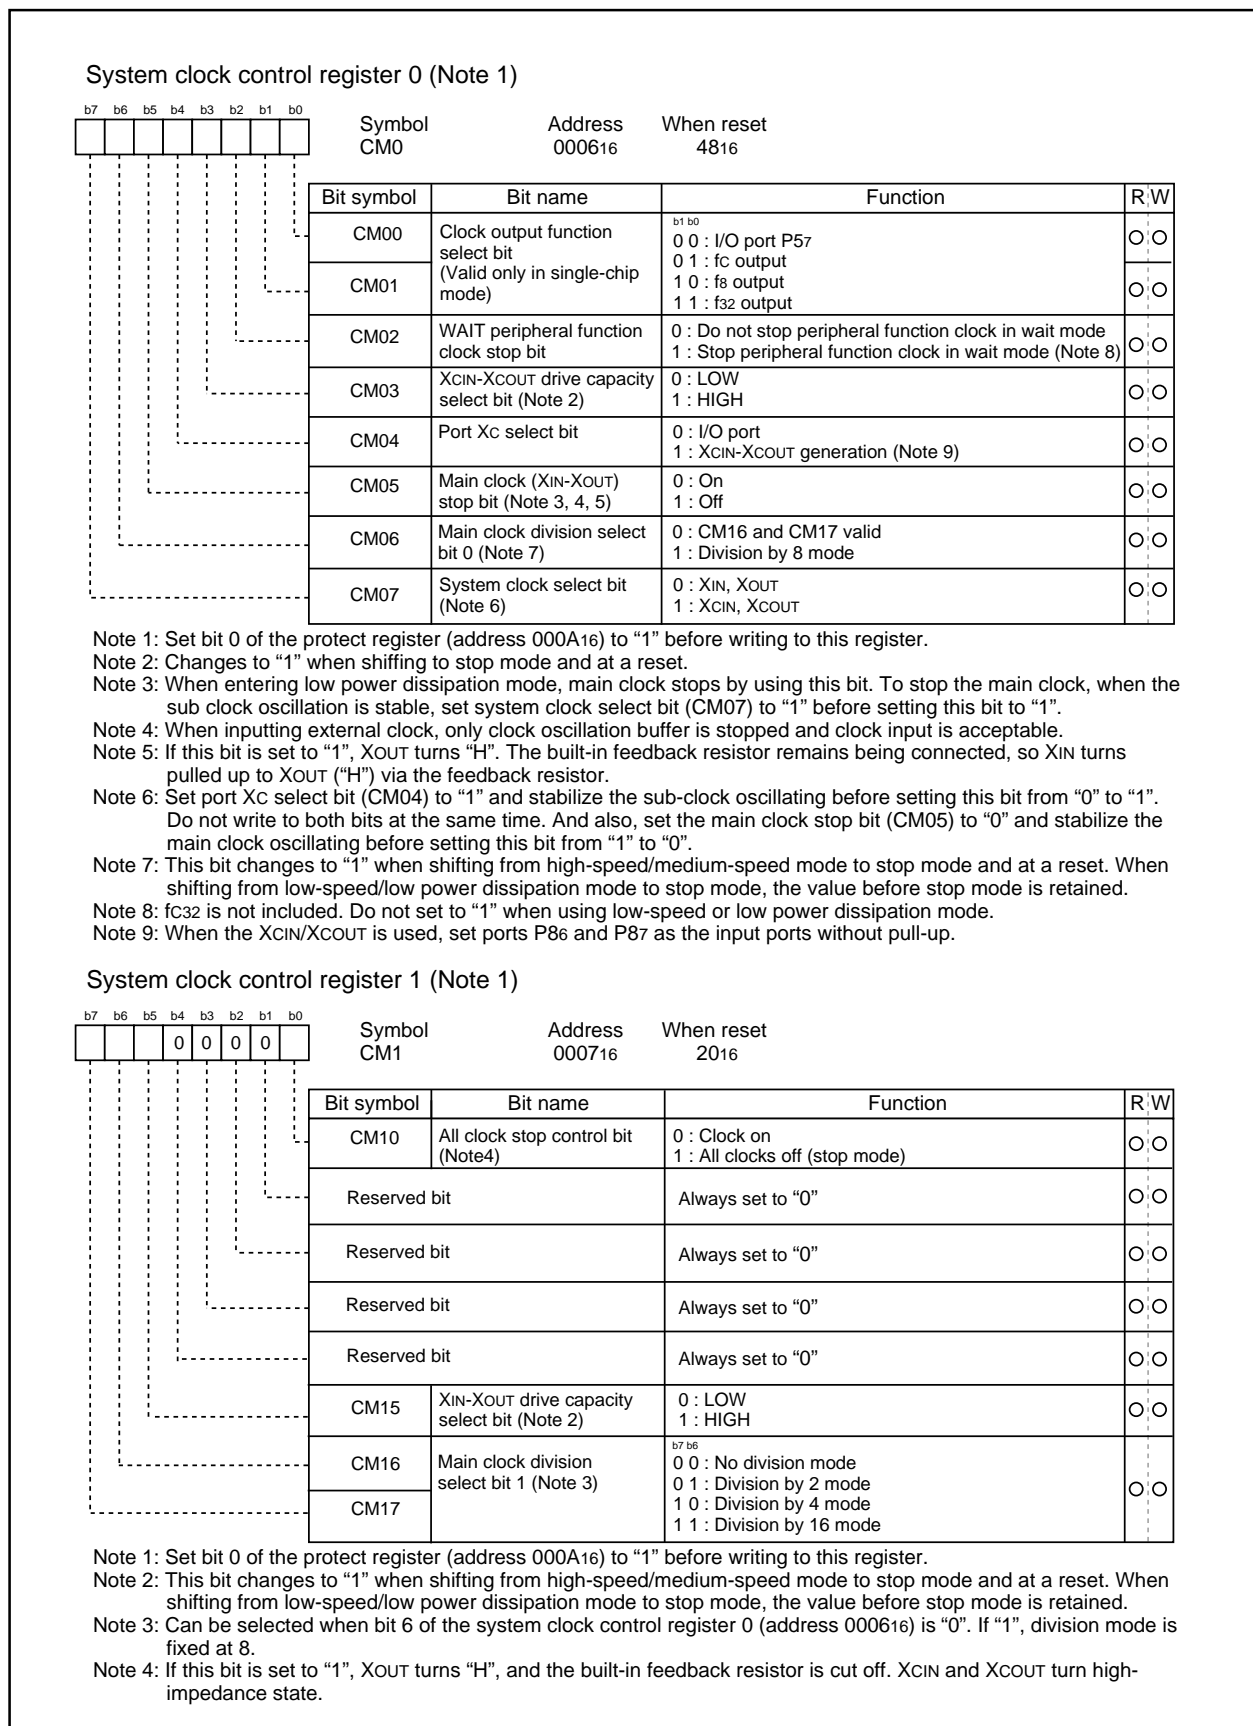 System clock control register 0 (Note 1)
b7 b6 b5 b4 b3 b2 b1 b0
Symbol Address When reset
CM0 000616 4816
Bit symbol Bit name Function R W
CM00 Clock output function select bit (Valid only in single-chip mode)
b1 b0
0 0 : I/O port P57
0 1 : fC output
CM01
1 0 : f8 output
1 1 : f32 output
CM02 WAIT peripheral function clock stop bit
0 : Do not stop peripheral function clock in wait mode
1 : Stop peripheral function clock in wait mode (Note 8)
CM03 XCIN-XCOUT drive capacity select bit (Note 2)
0 : LOW
1 : HIGH
CM04 Port XC select bit
0 : I/O port
1 : XCIN-XCOUT generation (Note 9)
CM05 Main clock (XIN-XOUT) stop bit (Note 3, 4, 5)
0 : On
1 : Off
CM06 Main clock division select bit 0 (Note 7)
0 : CM16 and CM17 valid
1 : Division by 8 mode
CM07 System clock select bit (Note 6)
0 : XIN, XOUT
1 : XCIN, XCOUT
Note 1: Set bit 0 of the protect register (address 000A16) to “1” before writing to this register.
Note 2: Changes to “1” when shiffing to stop mode and at a reset.
Note 3: When entering low power dissipation mode, main clock stops by using this bit. To stop the main clock, when the
sub clock oscillation is stable, set system clock select bit (CM07) to “1” before setting this bit to “1”.
Note 4: When inputting external clock, only clock oscillation buffer is stopped and clock input is acceptable.
Note 5: If this bit is set to “1”, XOUT turns “H”. The built-in feedback resistor remains being connected, so XIN turns
pulled up to XOUT (“H”) via the feedback resistor.
Note 6: Set port XC select bit (CM04) to “1” and stabilize the sub-clock oscillating before setting this bit from “0” to “1”.
Do not write to both bits at the same time. And also, set the main clock stop bit (CM05) to “0” and stabilize the
main clock oscillating before setting this bit from “1” to “0”.
Note 7: This bit changes to “1” when shifting from high-speed/medium-speed mode to stop mode and at a reset. When
shifting from low-speed/low power dissipation mode to stop mode, the value before stop mode is retained.
Note 8: fC32 is not included. Do not set to “1” when using low-speed or low power dissipation mode.
Note 9: When the XCIN/XCOUT is used, set ports P86 and P87 as the input ports without pull-up.
System clock control register 1 (Note 1)
b7 b6 b5 b4 b3 b2 b1 b0
0 0 0 0
Symbol Address When reset
CM1 000716 2016
Bit symbol Bit name Function R W
CM10 All clock stop control bit (Note4)
0 : Clock on
1 : All clocks off (stop mode)
Reserved bit Always set to “0”
Reserved bit Always set to “0”
Reserved bit Always set to “0”
Reserved bit Always set to “0”
CM15 XIN-XOUT drive capacity select bit (Note 2)
0 : LOW
1 : HIGH
CM16 Main clock division select bit 1 (Note 3)
b7 b6
0 0 : No division mode
0 1 : Division by 2 mode
CM17
1 0 : Division by 4 mode
1 1 : Division by 16 mode
Note 1: Set bit 0 of the protect register (address 000A16) to “1” before writing to this register.
Note 2: This bit changes to “1” when shifting from high-speed/medium-speed mode to stop mode and at a reset. When
shifting from low-speed/low power dissipation mode to stop mode, the value before stop mode is retained.
Note 3: Can be selected when bit 6 of the system clock control register 0 (address 000616) is “0”. If “1”, division mode is
fixed at 8.
Note 4: If this bit is set to “1”, XOUT turns “H”, and the built-in feedback resistor is cut off. XCIN and XCOUT turn high-
impedance state.